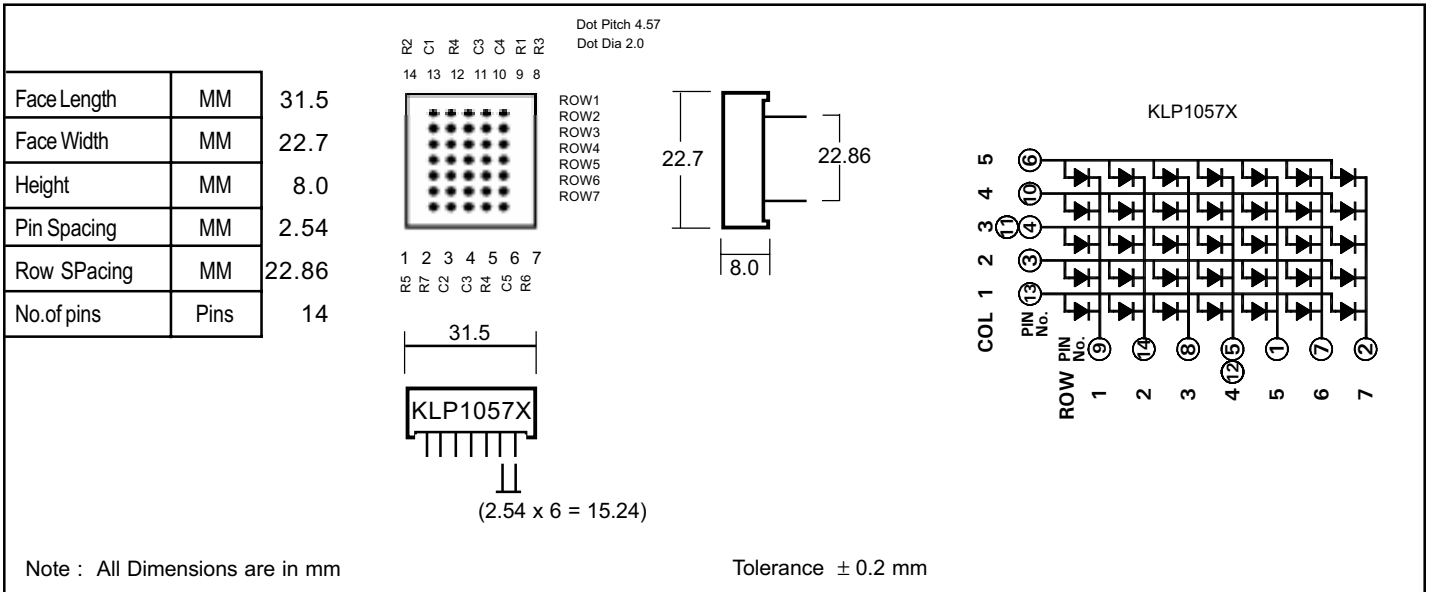 Face Length MM 31.5
Face Width MM 22.7
Height MM 8.0
Pin Spacing MM 2.54
Row SPacing MM 22.86
No.of pins Pins 14
Dot Pitch 4.57
Dot Dia 2.0
R2 C1 R4 C3 C4 R1 R3
14 13 12 11 10 9 8
ROW1
ROW2
ROW3
ROW4
ROW5
ROW6
ROW7
1 2 3 4 5 6 7
R5 R7 C2 C3 R4 C5 R6
31.5
KLP1057X
(2.54 x 6 = 15.24)
22.7
22.86
8.0
KLP1057X
5 6
4 10
3 11 4
2 3
COL 1 13
PIN No.
ROW PIN No. 9 14 8 5 1 7 2
12
1 2 3 4 5 6 7
Note : All Dimensions are in mm
Tolerance ± 0.2 mm